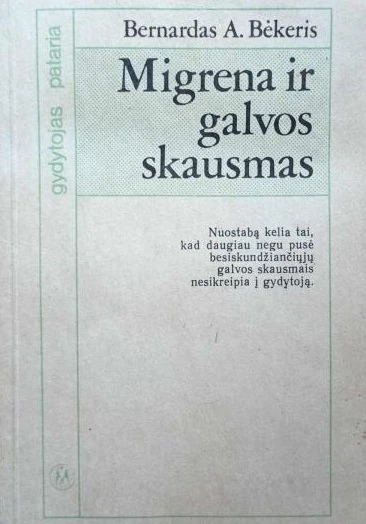 Bernardas A. Bėkeris
Migrena ir
galvos
skausmas
gydytojas pataria
Nuostabą kelia tai,
kad daugiau negu pusė
besiskundžiančiųjų
galvos skausmais
nesikreipia į gydytoją.